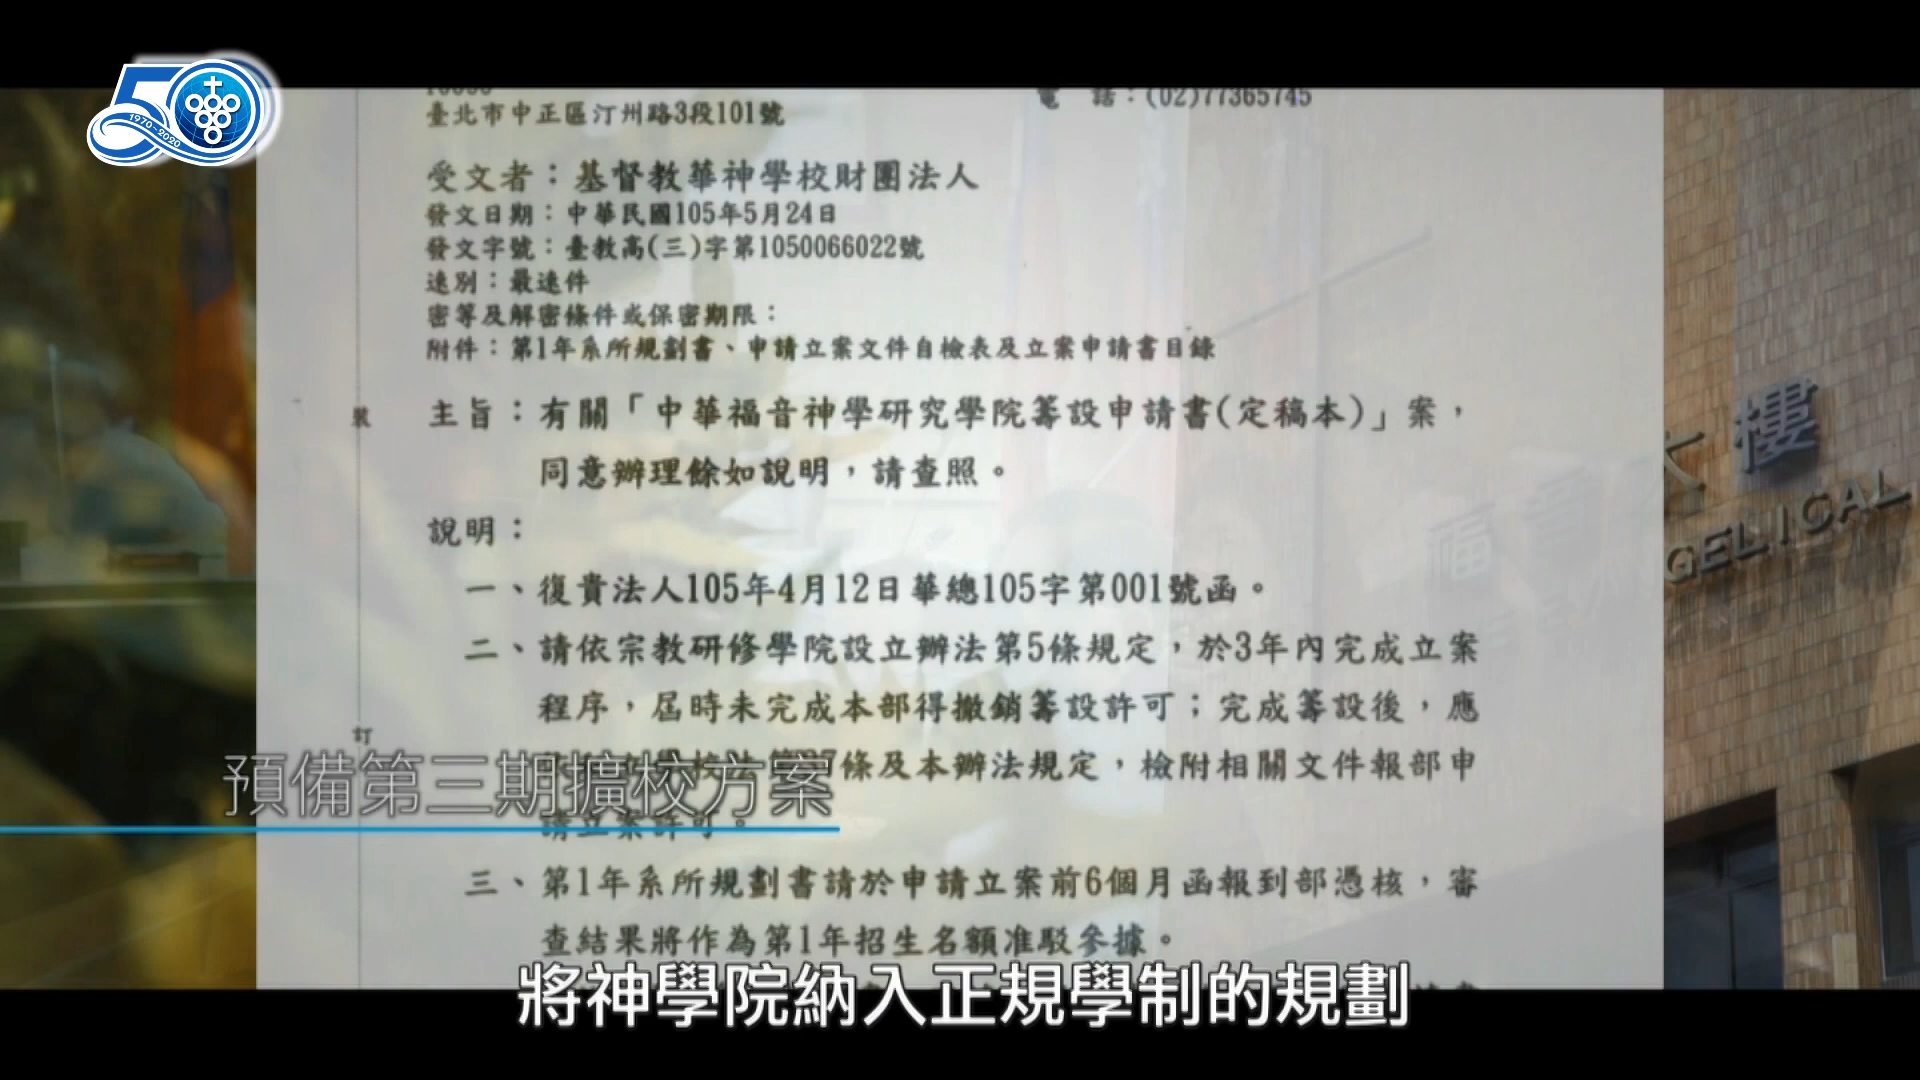 50
1970-2020
臺北市中正區汀州路3段101號
電 話：(02)77365745
受文者：基督教華神學校財團法人
發文日期：中華民國105年5月24日
發文字號：臺教高(三)字第1050066022號
速別：最速件
密等及解密條件或保密期限：
附件：第1年系所規劃書、申請立案文件自檢表及立案申請書目錄
裝
主旨：有關「中華福音神學研究學院籌設申請書(定稿本)」案，
同意辦理餘如說明，請查照。
說明：
一、復貴法人105年4月12日華總105字第001號函。
二、請依宗教研修學院設立辦法第5條規定，於3年內完成立案
程序，屆時未完成本部得撤銷籌設許可；完成籌設後，應
條及本辦法規定，檢附相關文件報部申
請立案許可。
訂
預備第三期擴校方案
三、第1年系所規劃書請於申請立案前6個月函報到部憑核，審
查結果將作為第1年招生名額准駁參據。
福音大樓
GELICAL
將神學院納入正規學制的規劃